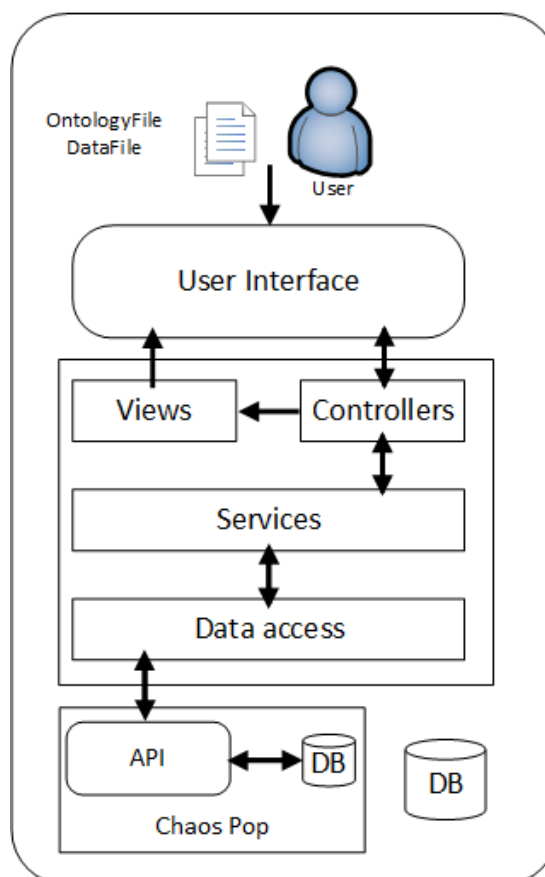 OntologyFile
DataFile
User
User Interface
Views
Controllers
Services
Data access
API
DB
Chaos Pop
DB